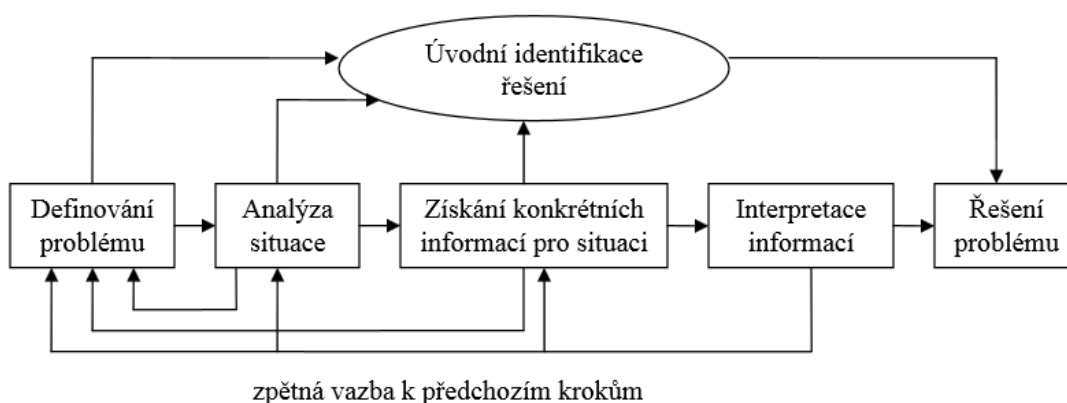 Úvodní identifikace
řešení
Definování
problému
Analýza
situace
Získání konkrétních
informací pro situaci
Interpretace
informací
Řešení
problému
zpětná vazba k předchozím krokům